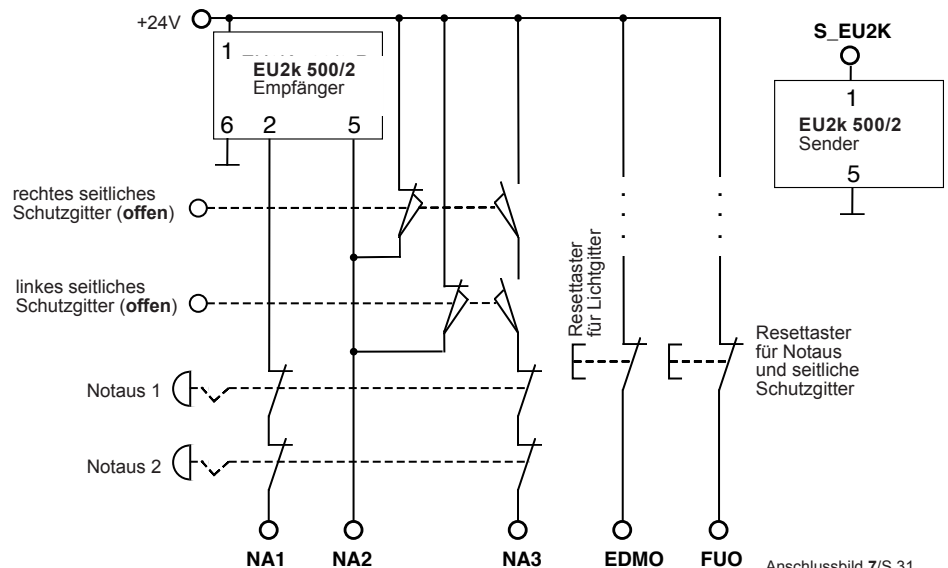 +24V
1
EU2k 500/2
Empfänger
6 2 5
S_EU2K
1
EU2k 500/2
Sender
5
rechtes seitliches
Schutzgitter (offen)
linkes seitliches
Schutzgitter (offen)
Resettaster
für Lichtgitter
Resettaster
für Notaus
und seitliche
Schutzgitter
Notaus 1
Notaus 2
NA1 NA2 NA3 EDMO FUO
Anschlussbild 7/S.31